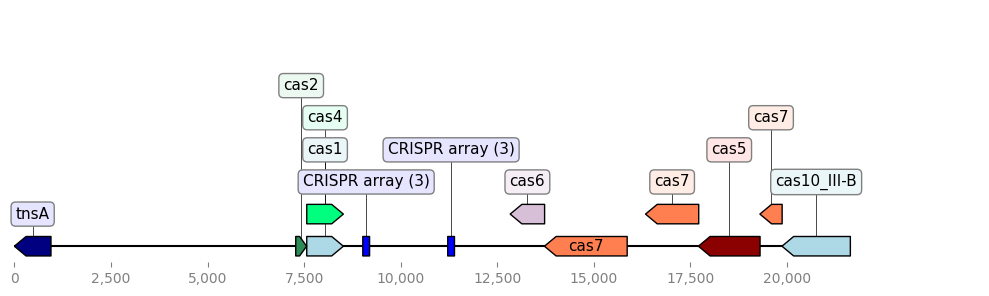 cas2
cas4
cas7
cas1
CRISPR array (3)
cas5
CRISPR array (3)
cas6
cas7
cas10_III-B
tnsA
cas7
0
2,500
5,000
7,500
10,000
12,500
15,000
17,500
20,000